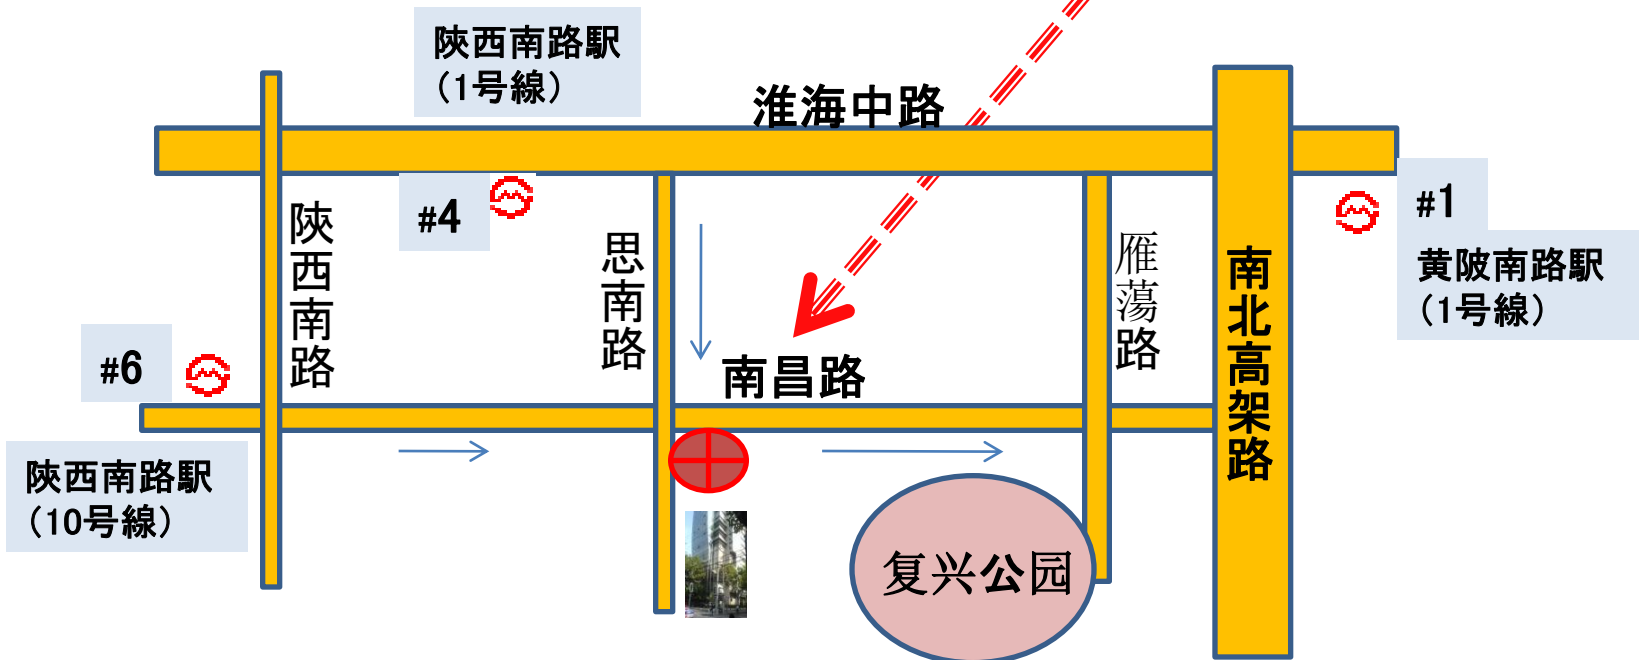 陝西南路駅
（1号線）
淮海中路
#4
#1
黄陂南路駅
（1号線）
陝西南路
思南路
雁蕩路
南北高架路
#6
南昌路
陝西南路駅
（10号線）
复兴公园